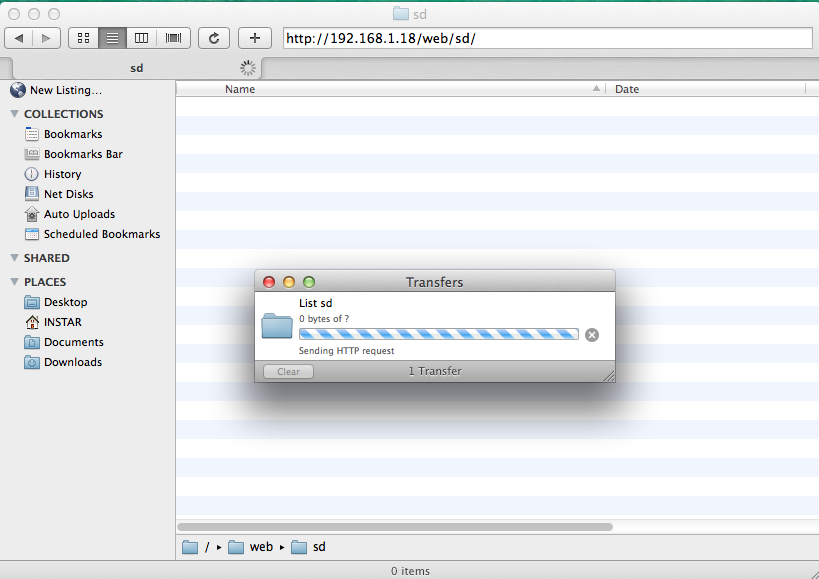 sd
http://192.168.1.18/web/sd/
sd
New Listing...
Name
Date
COLLECTIONS
Bookmarks
Bookmarks Bar
History
Net Disks
Auto Uploads
Scheduled Bookmarks
SHARED
PLACES
Desktop
INSTAR
Documents
Downloads
Transfers
List sd
0 bytes of ?
Sending HTTP request
Clear
1 Transfer
/ web sd
0 items